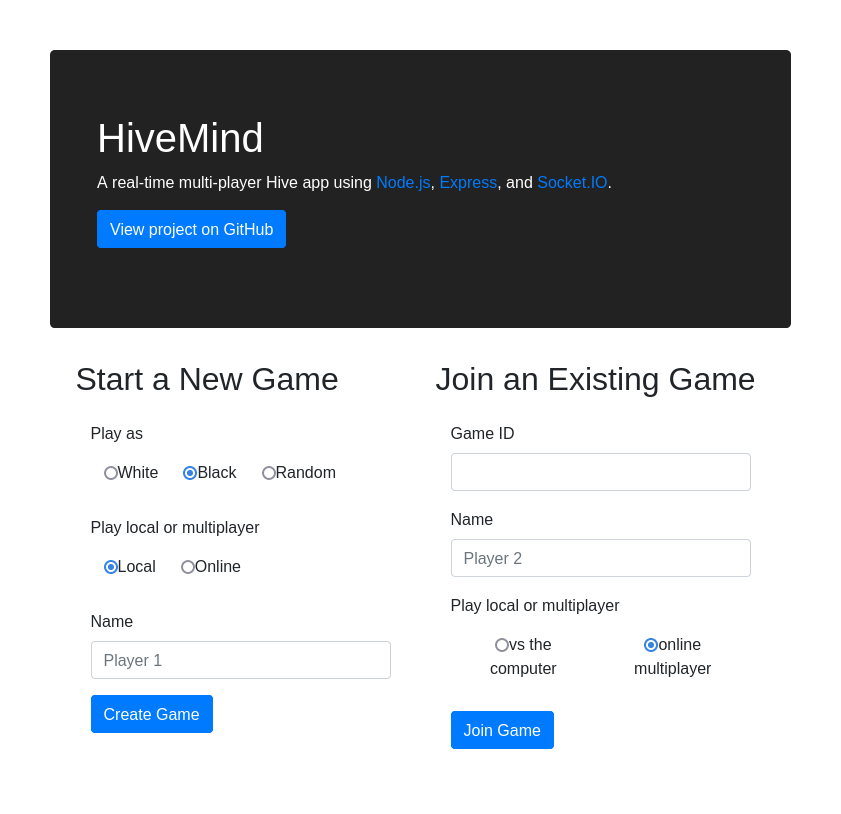 HiveMind
A real-time multi-player Hive app using Node.js, Express, and Socket.IO.
View project on GitHub
Start a New Game
Play as
White Black Random
Play local or multiplayer
Local Online
Name
Player 1
Create Game
Join an Existing Game
Game ID
Name
Player 2
Play local or multiplayer
vs the
computer
online
multiplayer
Join Game